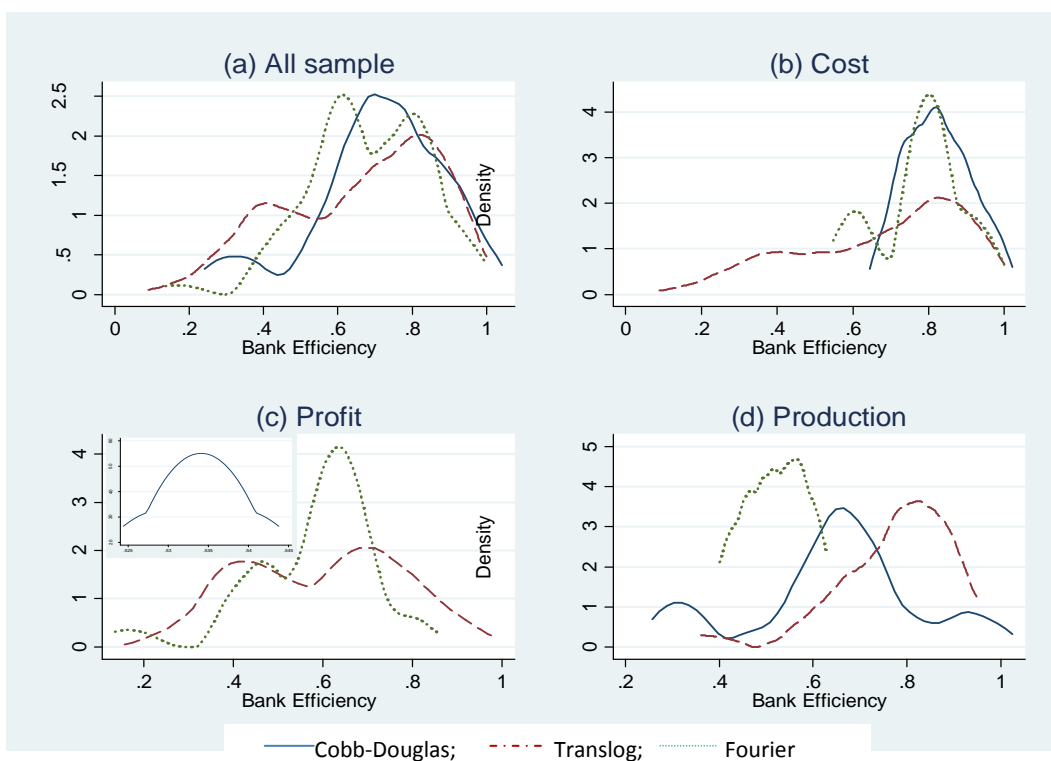 (a) All sample
2.5
2
1.5
1
.5
0
0 .2 .4 .6 .8 1
Bank Efficiency
(b) Cost
Density
4
3
2
1
0
0 .2 .4 .6 .8 1
Bank Efficiency
(c) Profit
4
3
2
1
0
.2 .4 .6 .8 1
Bank Efficiency
(d) Production
Density
5
4
3
2
1
0
.2 .4 .6 .8 1
Bank Efficiency
Cobb-Douglas; Translog; Fourier